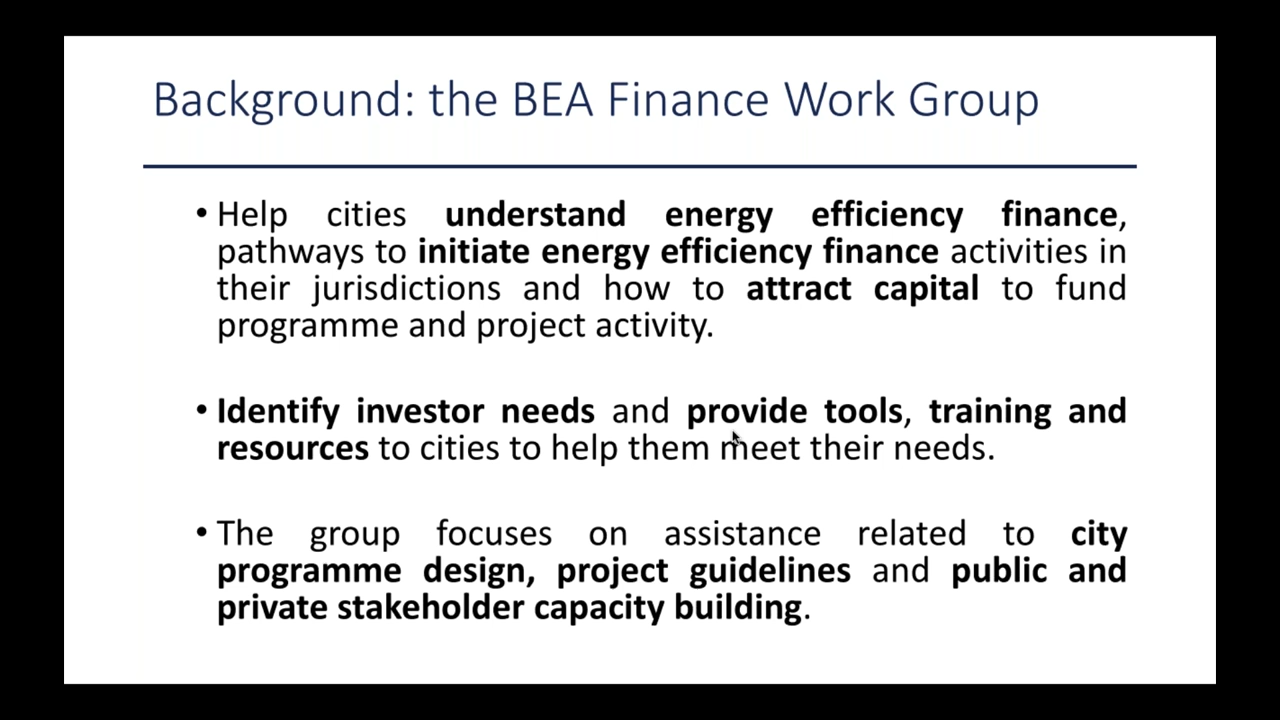 Background: the BEA Finance Work Group
• Help cities understand energy efficiency finance,
pathways to initiate energy efficiency finance activities in
their jurisdictions and how to attract capital to fund
programme and project activity.
• Identify investor needs and provide tools, training and
resources to cities to help them meet their needs.
• The group focuses on assistance related to city
programme design, project guidelines and public and
private stakeholder capacity building.